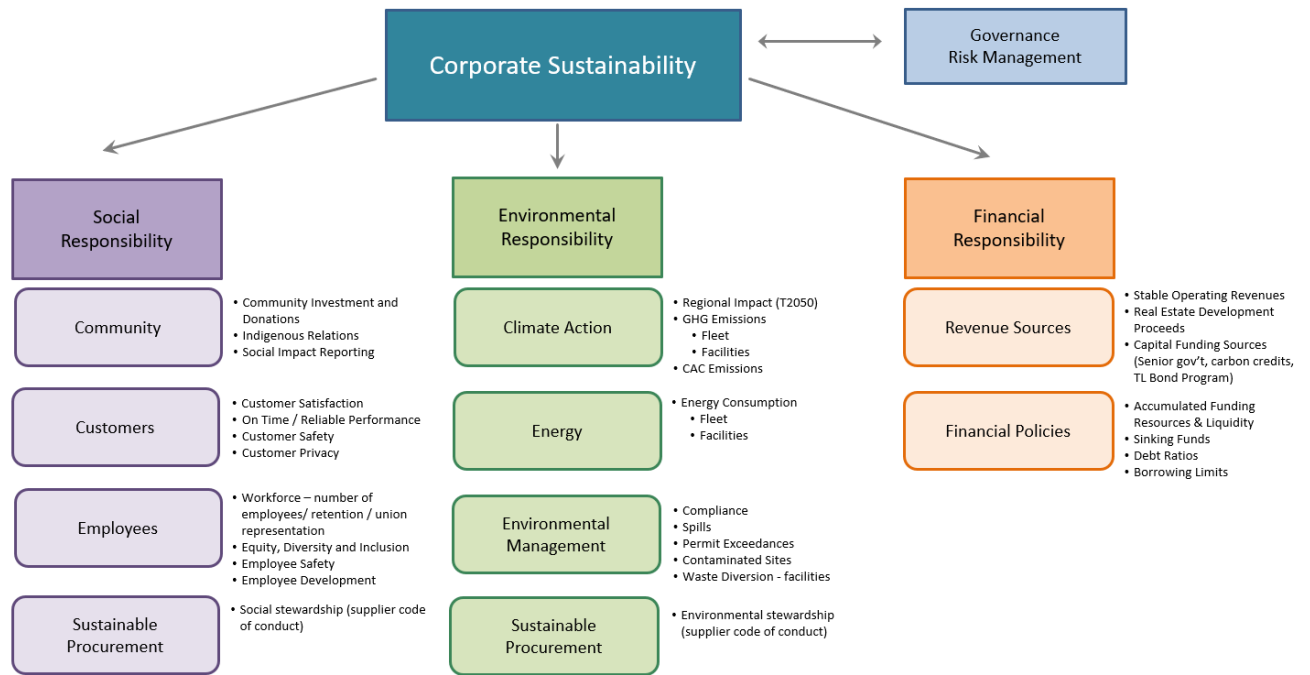 Corporate Sustainability
Governance
Risk Management
Social
Responsibility
Community
• Community Investment and
Donations
• Indigenous Relations
• Social Impact Reporting
Customers
• Customer Satisfaction
• On Time / Reliable Performance
• Customer Safety
• Customer Privacy
Employees
• Workforce – number of
employees/ retention / union
representation
• Equity, Diversity and Inclusion
• Employee Safety
• Employee Development
Sustainable
Procurement
• Social stewardship (supplier code
of conduct)
Environmental
Responsibility
Climate Action
• Regional Impact (T2050)
• GHG Emissions
• Fleet
• Facilities
• CAC Emissions
Energy
• Energy Consumption
• Fleet
• Facilities
Environmental
Management
• Compliance
• Spills
• Permit Exceedances
• Contaminated Sites
• Waste Diversion - facilities
Sustainable
Procurement
• Environmental stewardship
(supplier code of conduct)
Financial
Responsibility
Revenue Sources
• Stable Operating Revenues
• Real Estate Development
Proceeds
• Capital Funding Sources
(Senior gov’t, carbon credits,
TL Bond Program)
Financial Policies
• Accumulated Funding
Resources & Liquidity
• Sinking Funds
• Debt Ratios
• Borrowing Limits